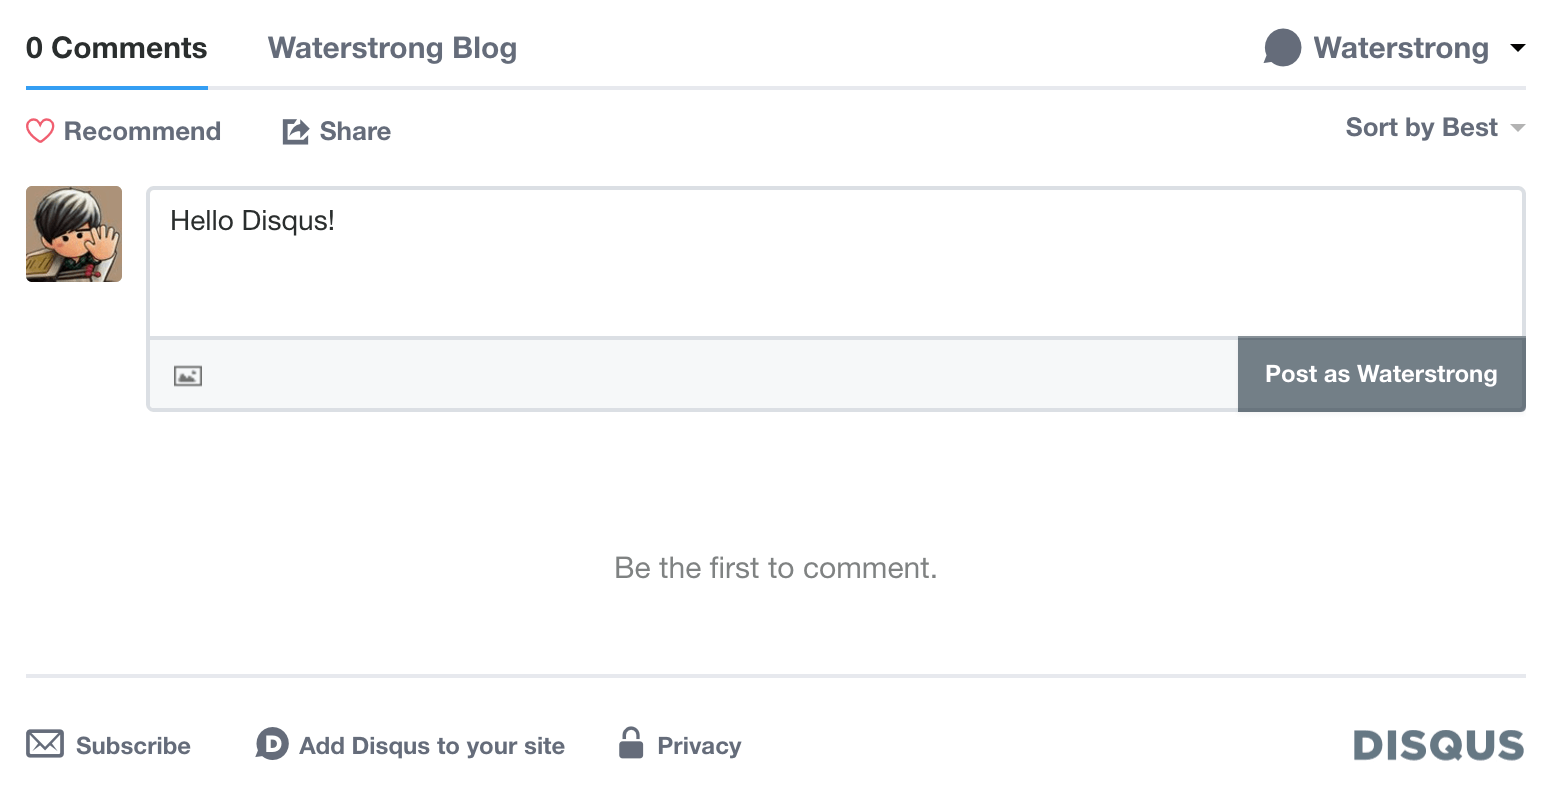 0 Comments Waterstrong Blog Waterstrong
Recommend Share Sort by Best
Hello Disqus!
Post as Waterstrong
Be the first to comment.
Subscribe Add Disqus to your site Privacy DISQUS